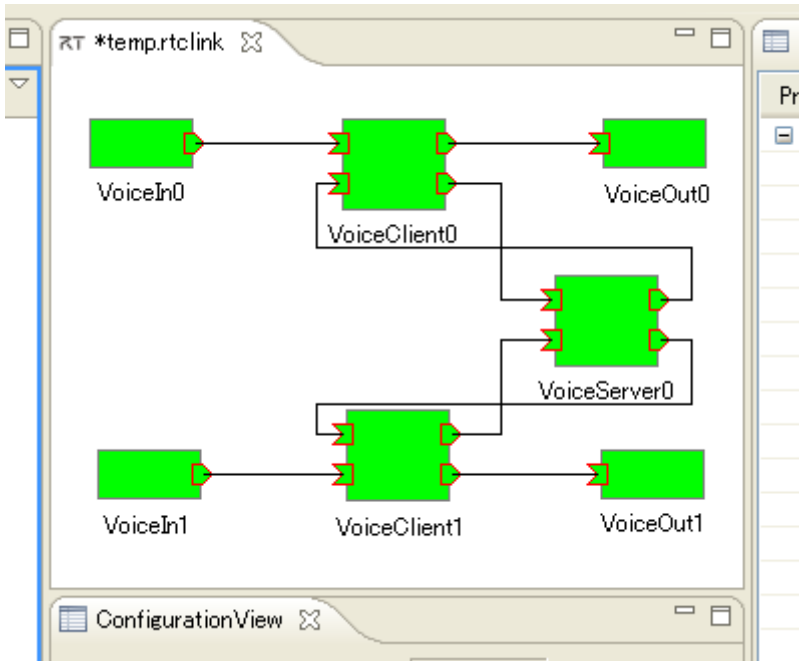 RT *temp.rtclink
Pr
VoiceIn0
VoiceOut0
VoiceClient0
VoiceServer0
VoiceIn1
VoiceClient1
VoiceOut1
ConfigurationView